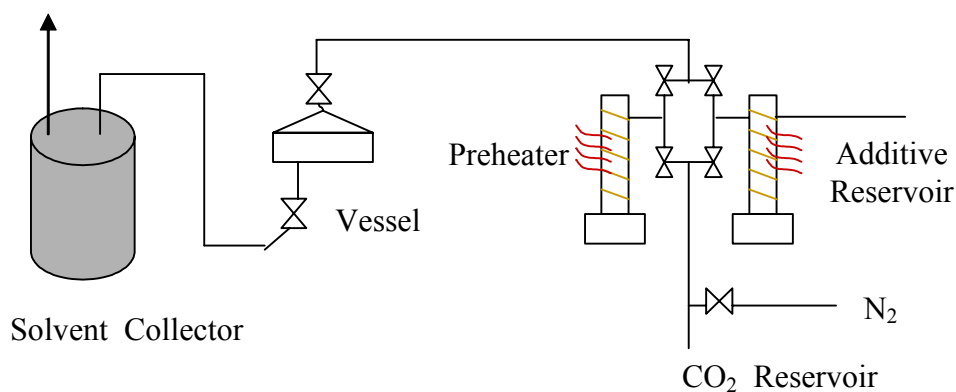 Preheater
Additive
Reservoir
Vessel
Solvent Collector
N₂
CO₂ Reservoir